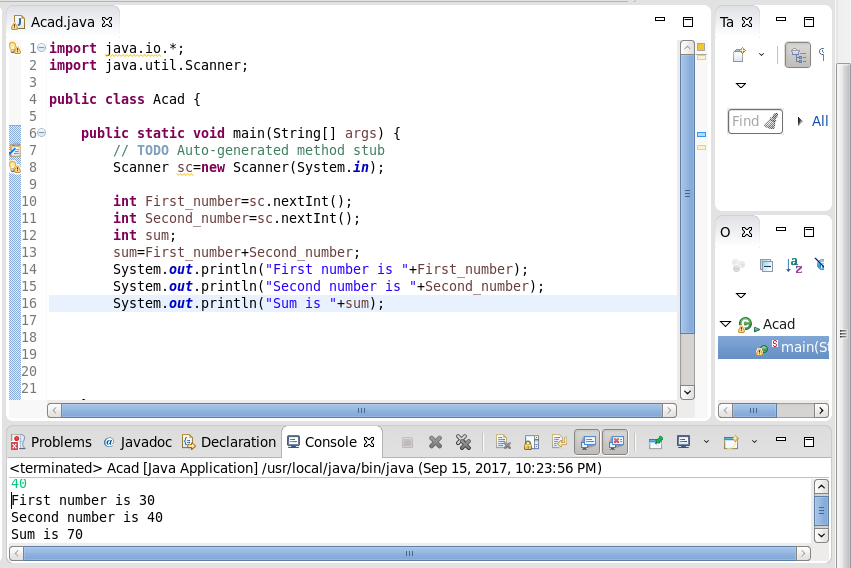 Acad.java
Ta
1 import java.io.*;
2 import java.util.Scanner;
3
4 public class Acad {
5
6     public static void main(String[] args) {
7         // TODO Auto-generated method stub
8         Scanner sc=new Scanner(System.in);
9
10         int First_number=sc.nextInt();
11         int Second_number=sc.nextInt();
12         int sum;
13         sum=First_number+Second_number;
14         System.out.println("First number is "+First_number);
15         System.out.println("Second number is "+Second_number);
16         System.out.println("Sum is "+sum);
17
18
19
20
21
Find
All
O
Acad
main(St
Problems
@ Javadoc
Declaration
Console
<terminated> Acad [Java Application] /usr/local/java/bin/java (Sep 15, 2017, 10:23:56 PM)
40
First number is 30
Second number is 40
Sum is 70